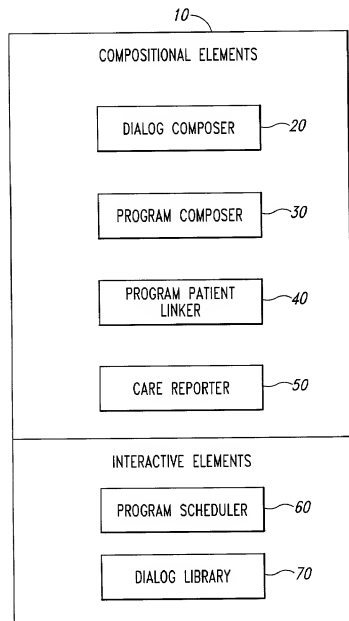 10
COMPOSITIONAL ELEMENTS
DIALOG COMPOSER
20
PROGRAM COMPOSER
30
PROGRAM PATIENT
LINKER
40
CARE REPORTER
50
INTERACTIVE ELEMENTS
PROGRAM SCHEDULER
60
DIALOG LIBRARY
70